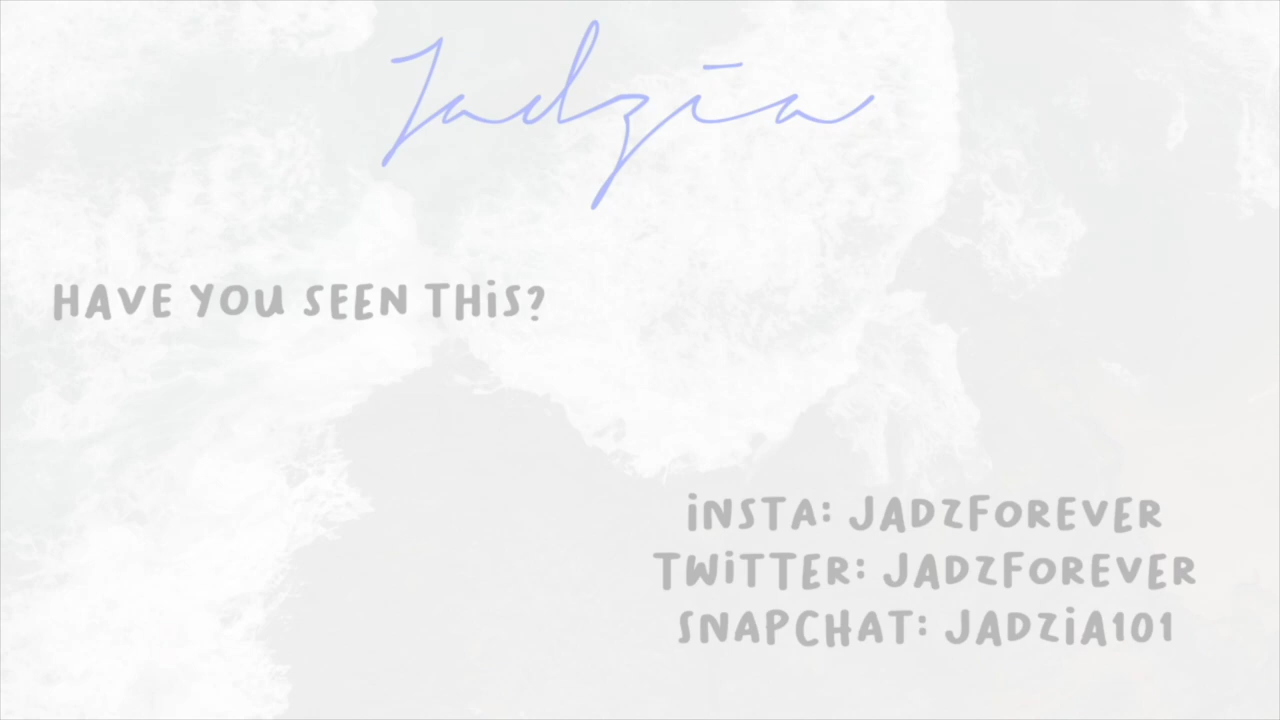 Jadzia
HAVE YOU SEEN THiS?
iNSTA: JADZFOREVER
TWiTTER: JADZFOREVER
SNAPCHAT: JADZiA101